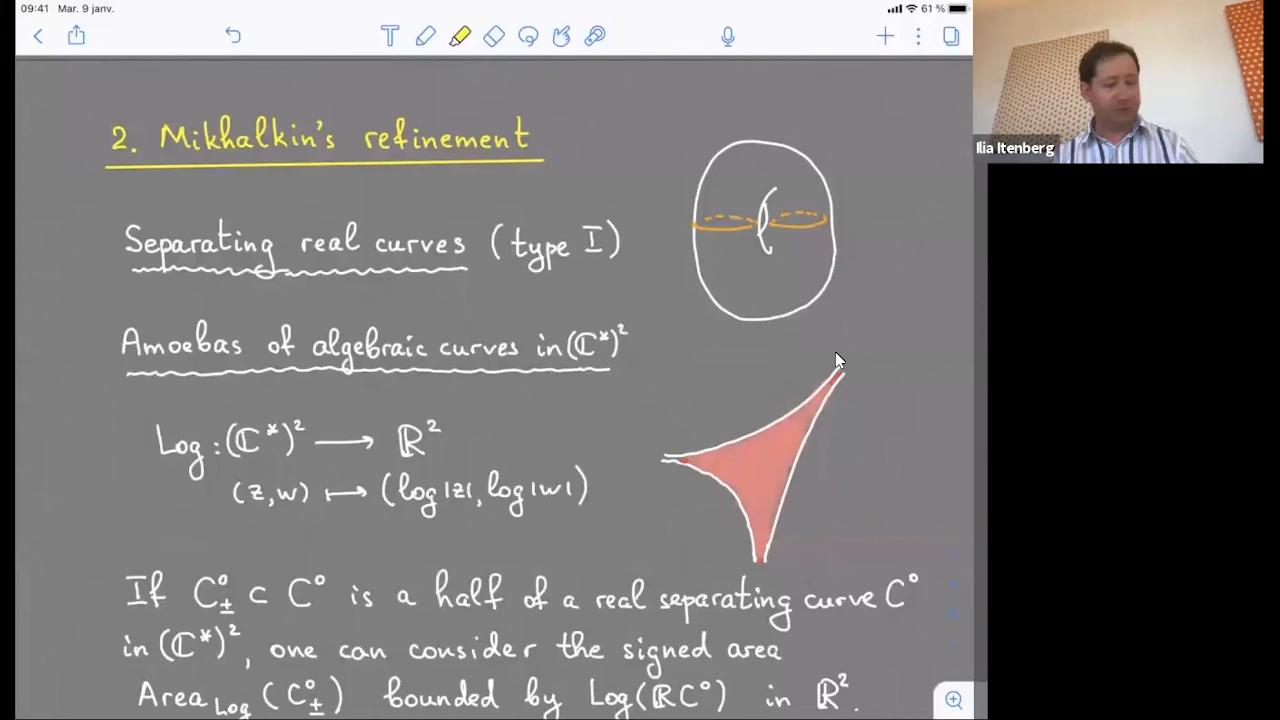 09:41 Mar. 9 janv.
61 %
2. Mikhalkin's refinement
Separating real curves (type I)
Amoebas of algebraic curves in (ℂ*)²
Log : (ℂ*)² ⟶ ℝ²
(z,w) ⟼ (log|z|, log|w|)
If C°± ⊂ C° is a half of a real separating curve C°
in (ℂ*)², one can consider the signed area
Area_Log (C°±) bounded by Log(ℝC°) in ℝ².
Ilia Itenberg